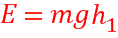 E = mgh₁